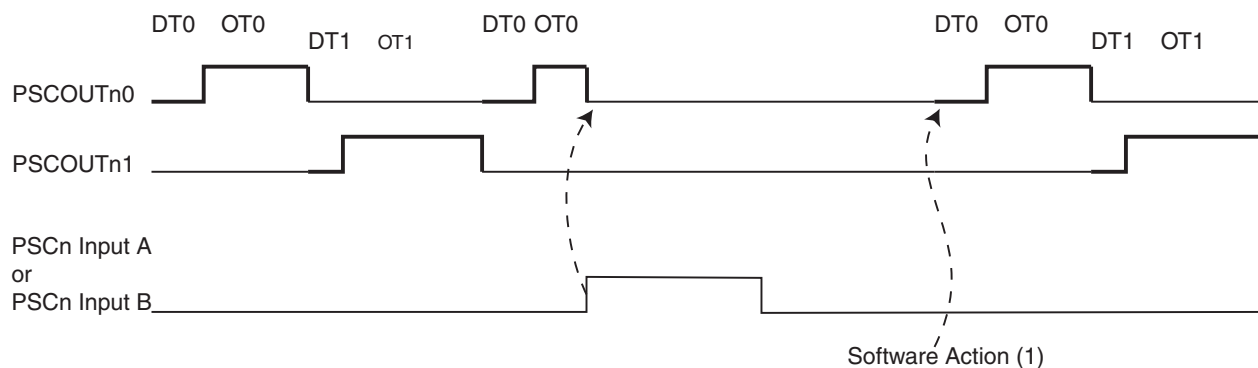 DT0 OT0 DT1 OT1 DT0 OT0 DT0 OT0 DT1 OT1
PSCOUTn0
PSCOUTn1
PSCn Input A
or
PSCn Input B
Software Action (1)